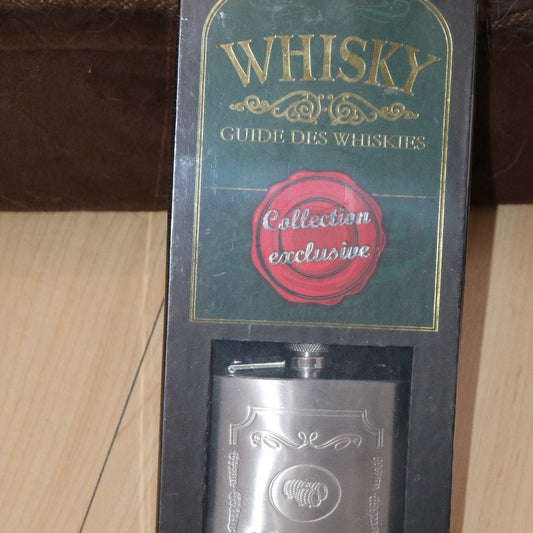 WHISKY
GUIDE DES WHISKIES
Collection
exclusive